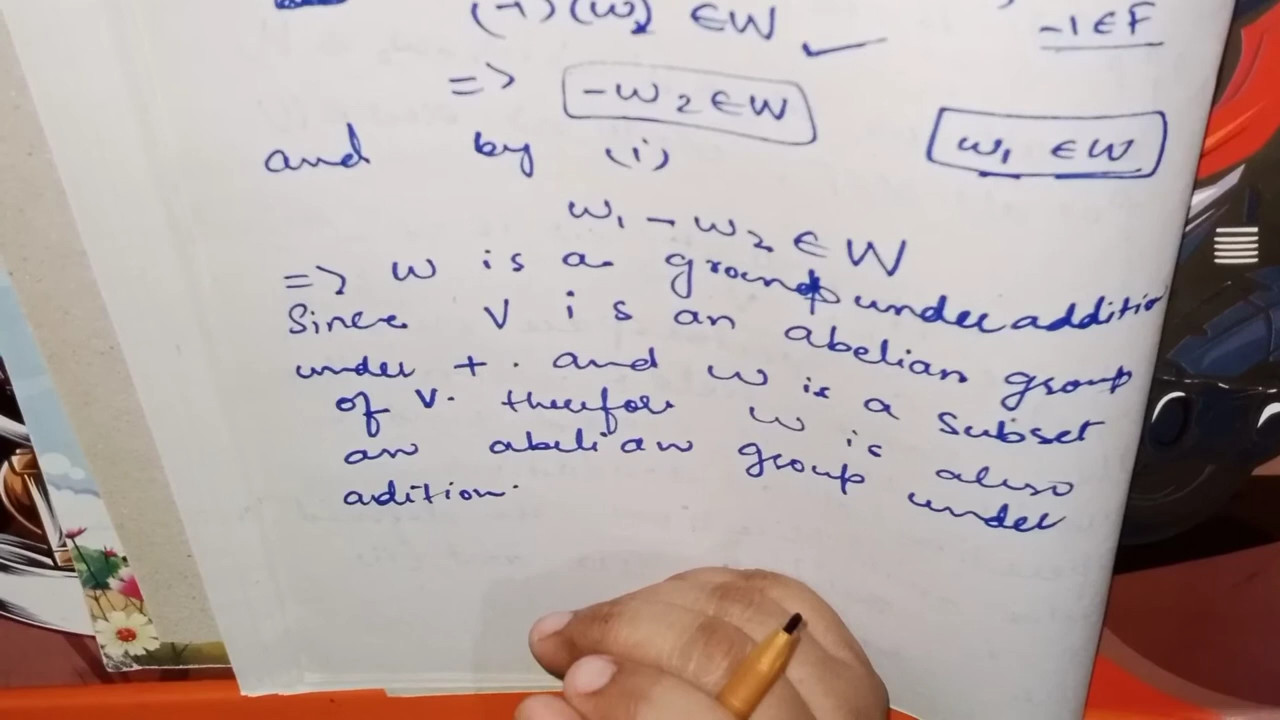 (-1) (w2) ∈W ✓ -1 ∈ F
=> -w2 ∈ W
and by (i) w1 ∈ W
w1 - w2 ∈ W
=> w is a group under addition
Since V is an abelian group
under + . and w is a subset
of V. therefore w is aluso
an abelian group under
adition.